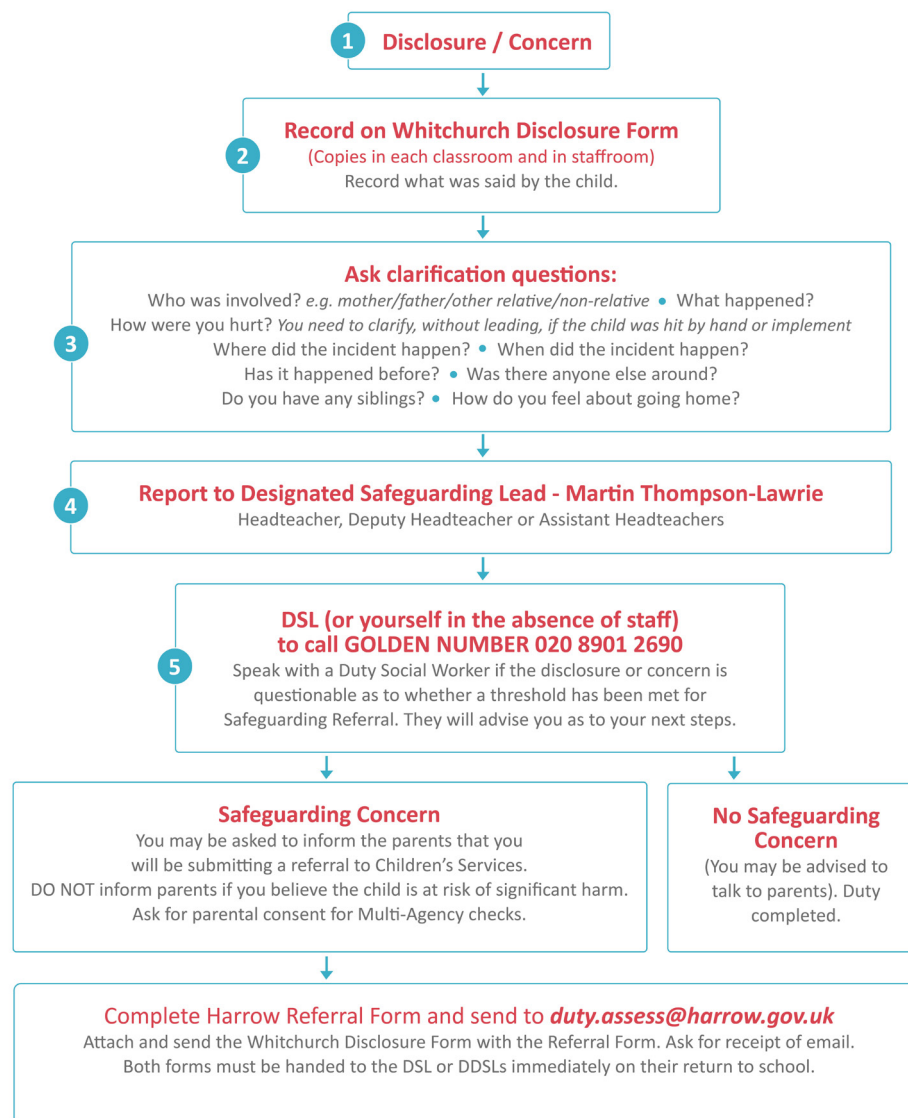 1 Disclosure / Concern
2
Record on Whitchurch Disclosure Form
(Copies in each classroom and in staffroom)
Record what was said by the child.
3
Ask clarification questions:
Who was involved? e.g. mother/father/other relative/non-relative • What happened?
How were you hurt? You need to clarify, without leading, if the child was hit by hand or implement
Where did the incident happen? • When did the incident happen?
Has it happened before? • Was there anyone else around?
Do you have any siblings? • How do you feel about going home?
4
Report to Designated Safeguarding Lead - Martin Thompson-Lawrie
Headteacher, Deputy Headteacher or Assistant Headteachers
5
DSL (or yourself in the absence of staff)
to call GOLDEN NUMBER 020 8901 2690
Speak with a Duty Social Worker if the disclosure or concern is
questionable as to whether a threshold has been met for
Safeguarding Referral. They will advise you as to your next steps.
Safeguarding Concern
You may be asked to inform the parents that you
will be submitting a referral to Children's Services.
DO NOT inform parents if you believe the child is at risk of significant harm.
Ask for parental consent for Multi-Agency checks.
No Safeguarding
Concern
(You may be advised to
talk to parents). Duty
completed.
Complete Harrow Referral Form and send to duty.assess@harrow.gov.uk
Attach and send the Whitchurch Disclosure Form with the Referral Form. Ask for receipt of email.
Both forms must be handed to the DSL or DDSLs immediately on their return to school.